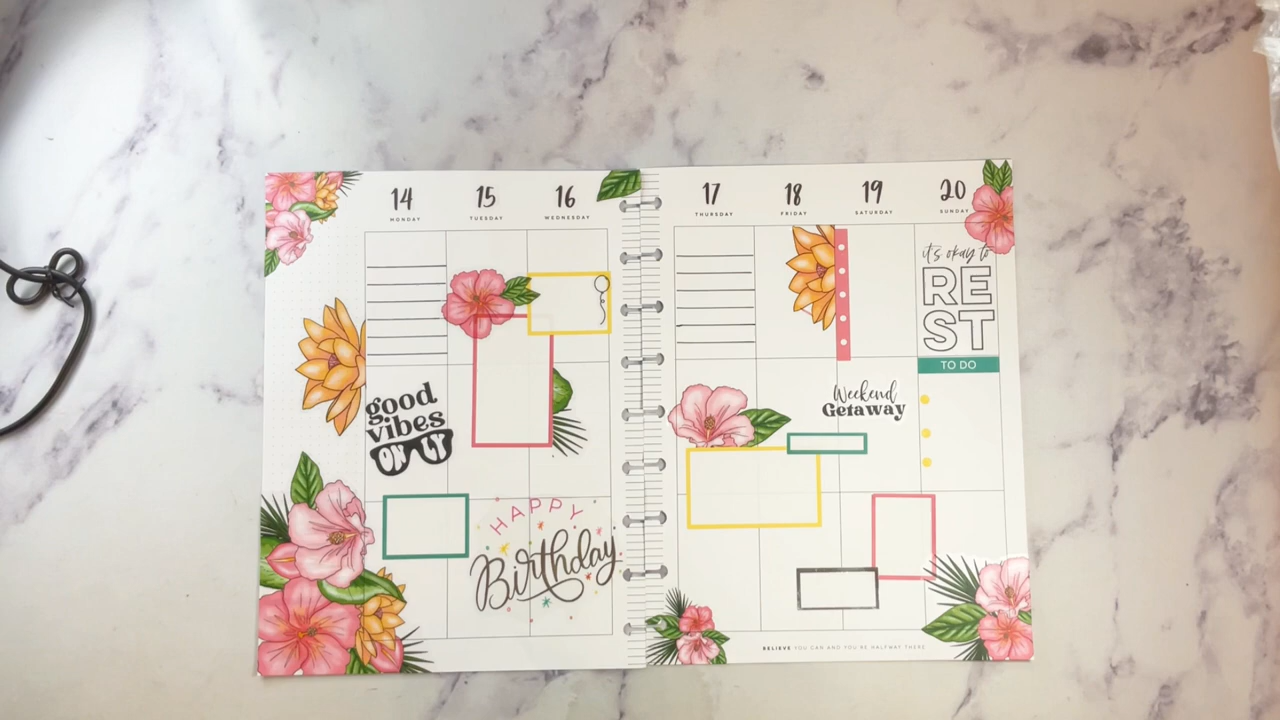 14
MONDAY
15
TUESDAY
16
WEDNESDAY
good
vibes
ONLY
HAPPY
Birthday
17
THURSDAY
18
FRIDAY
19
SATURDAY
20
SUNDAY
it's okay to
RE
ST
TO DO
Weekend
Getaway
BELIEVE YOU CAN AND YOU'RE HALFWAY THERE